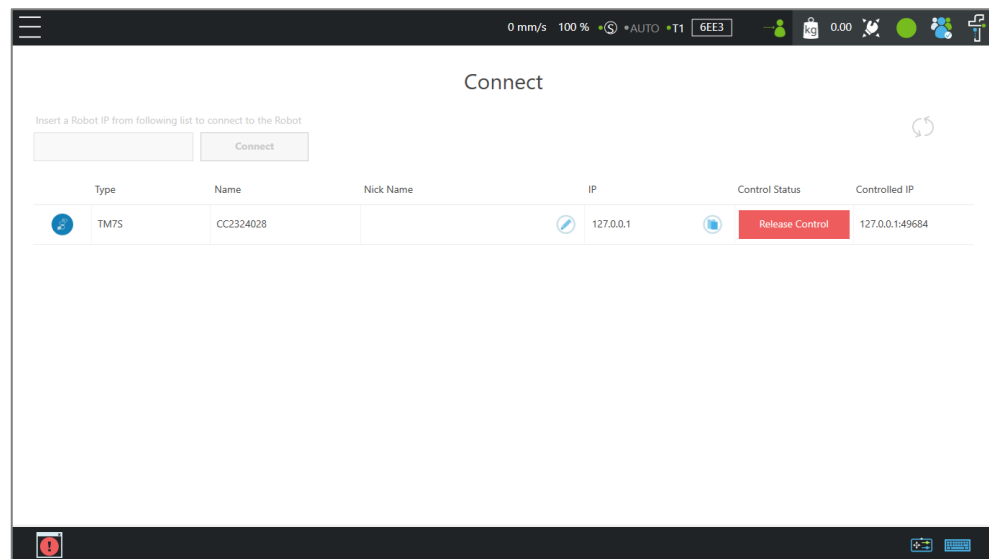 0 mm/s 100 % S AUTO T1 6EE3 kg 0.00
Connect
Insert a Robot IP from following list to connect to the Robot
Connect
Type Name Nick Name IP Control Status Controlled IP
TM7S CC2324028 127.0.0.1 Release Control 127.0.0.1:49684